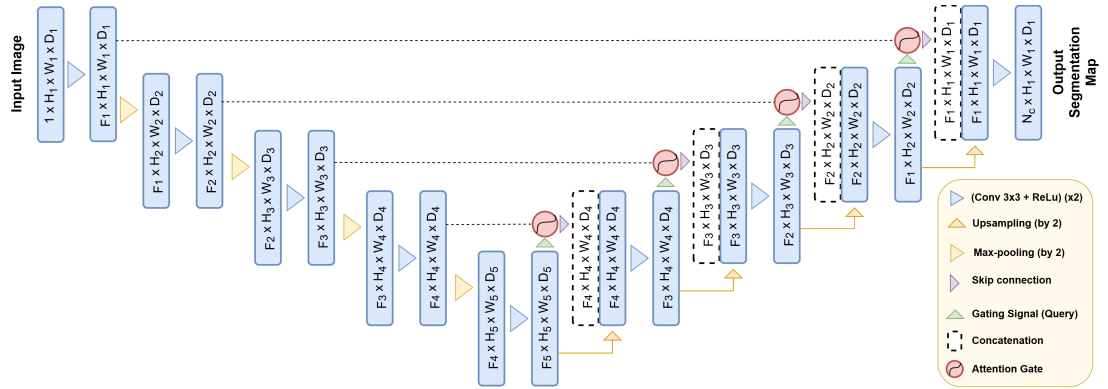 Input Image
1 x H1 x W1 x D1
F1 x H1 x W1 x D1
F1 x H2 x W2 x D2
F2 x H2 x W2 x D2
F2 x H3 x W3 x D3
F3 x H3 x W3 x D3
F3 x H4 x W4 x D4
F4 x H4 x W4 x D4
F4 x H5 x W5 x D5
F5 x H5 x W5 x D5
F4 x H4 x W4 x D4
F4 x H4 x W4 x D4
F3 x H4 x W4 x D4
F3 x H3 x W3 x D3
F3 x H3 x W3 x D3
F2 x H3 x W3 x D3
F2 x H2 x W2 x D2
F2 x H2 x W2 x D2
F1 x H2 x W2 x D2
F1 x H1 x W1 x D1
F1 x H1 x W1 x D1
Nc x H1 x W1 x D1
Output
Segmentation
Map
(Conv 3x3 + ReLu) (x2)
Upsampling (by 2)
Max-pooling (by 2)
Skip connection
Gating Signal (Query)
Concatenation
Attention Gate